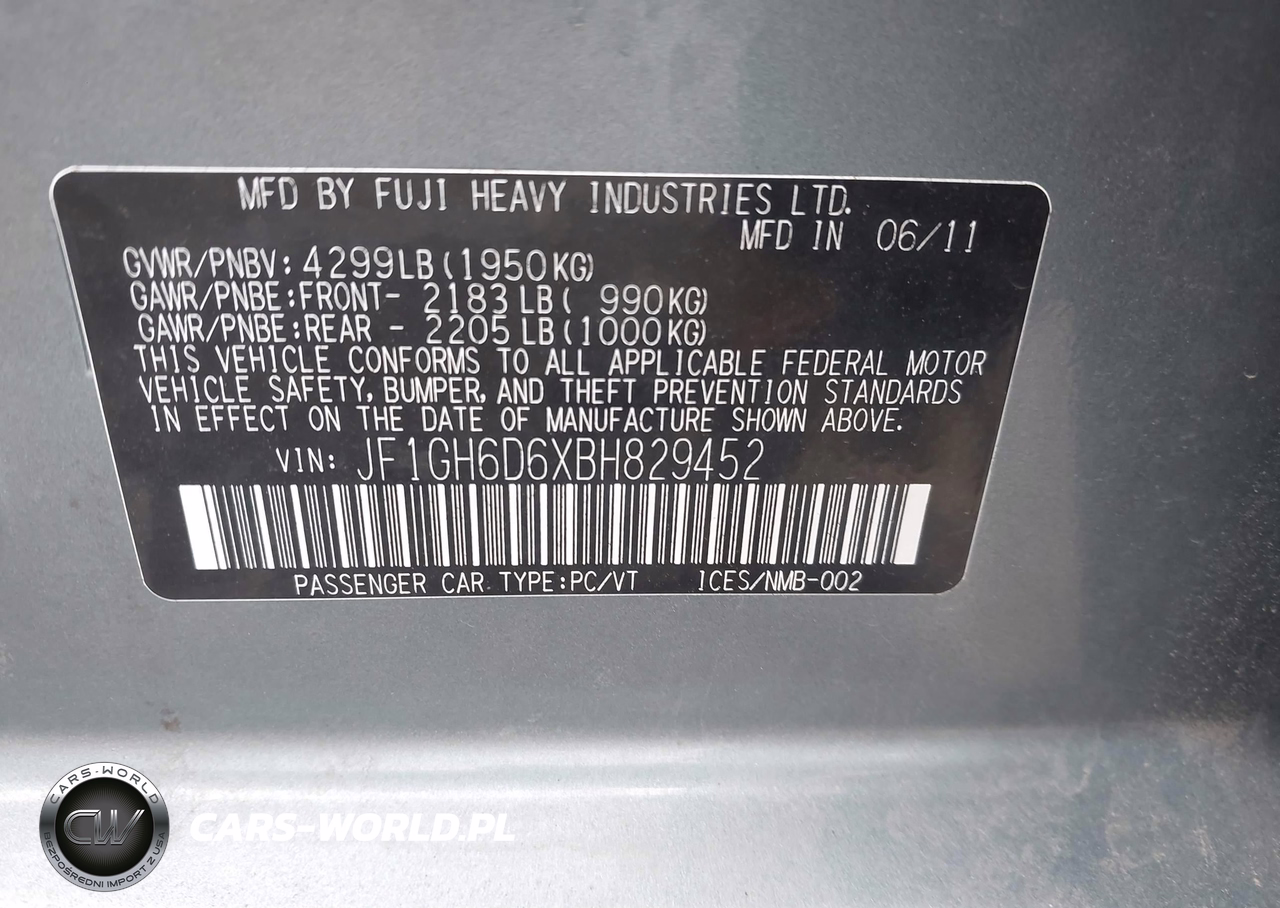 MFD BY FUJI HEAVY INDUSTRIES LTD.
MFD IN 06/11
GVWR/PNBV: 4299LB (1950KG)
GAWR/PNBE:FRONT- 2183 LB ( 990KG)
GAWR/PNBE:REAR - 2205 LB (1000KG)
THIS VEHICLE CONFORMS TO ALL APPLICABLE FEDERAL MOTOR
VEHICLE SAFETY, BUMPER, AND THEFT PREVENTION STANDARDS
IN EFFECT ON THE DATE OF MANUFACTURE SHOWN ABOVE.
VIN: JF1GH6D6XBH829452
PASSENGER CAR TYPE:PC/VT ICES/NMB-002
CARS-WORLD
CW
BEZPOŚREDNI IMPORT Z USA
CARS-WORLD.PL